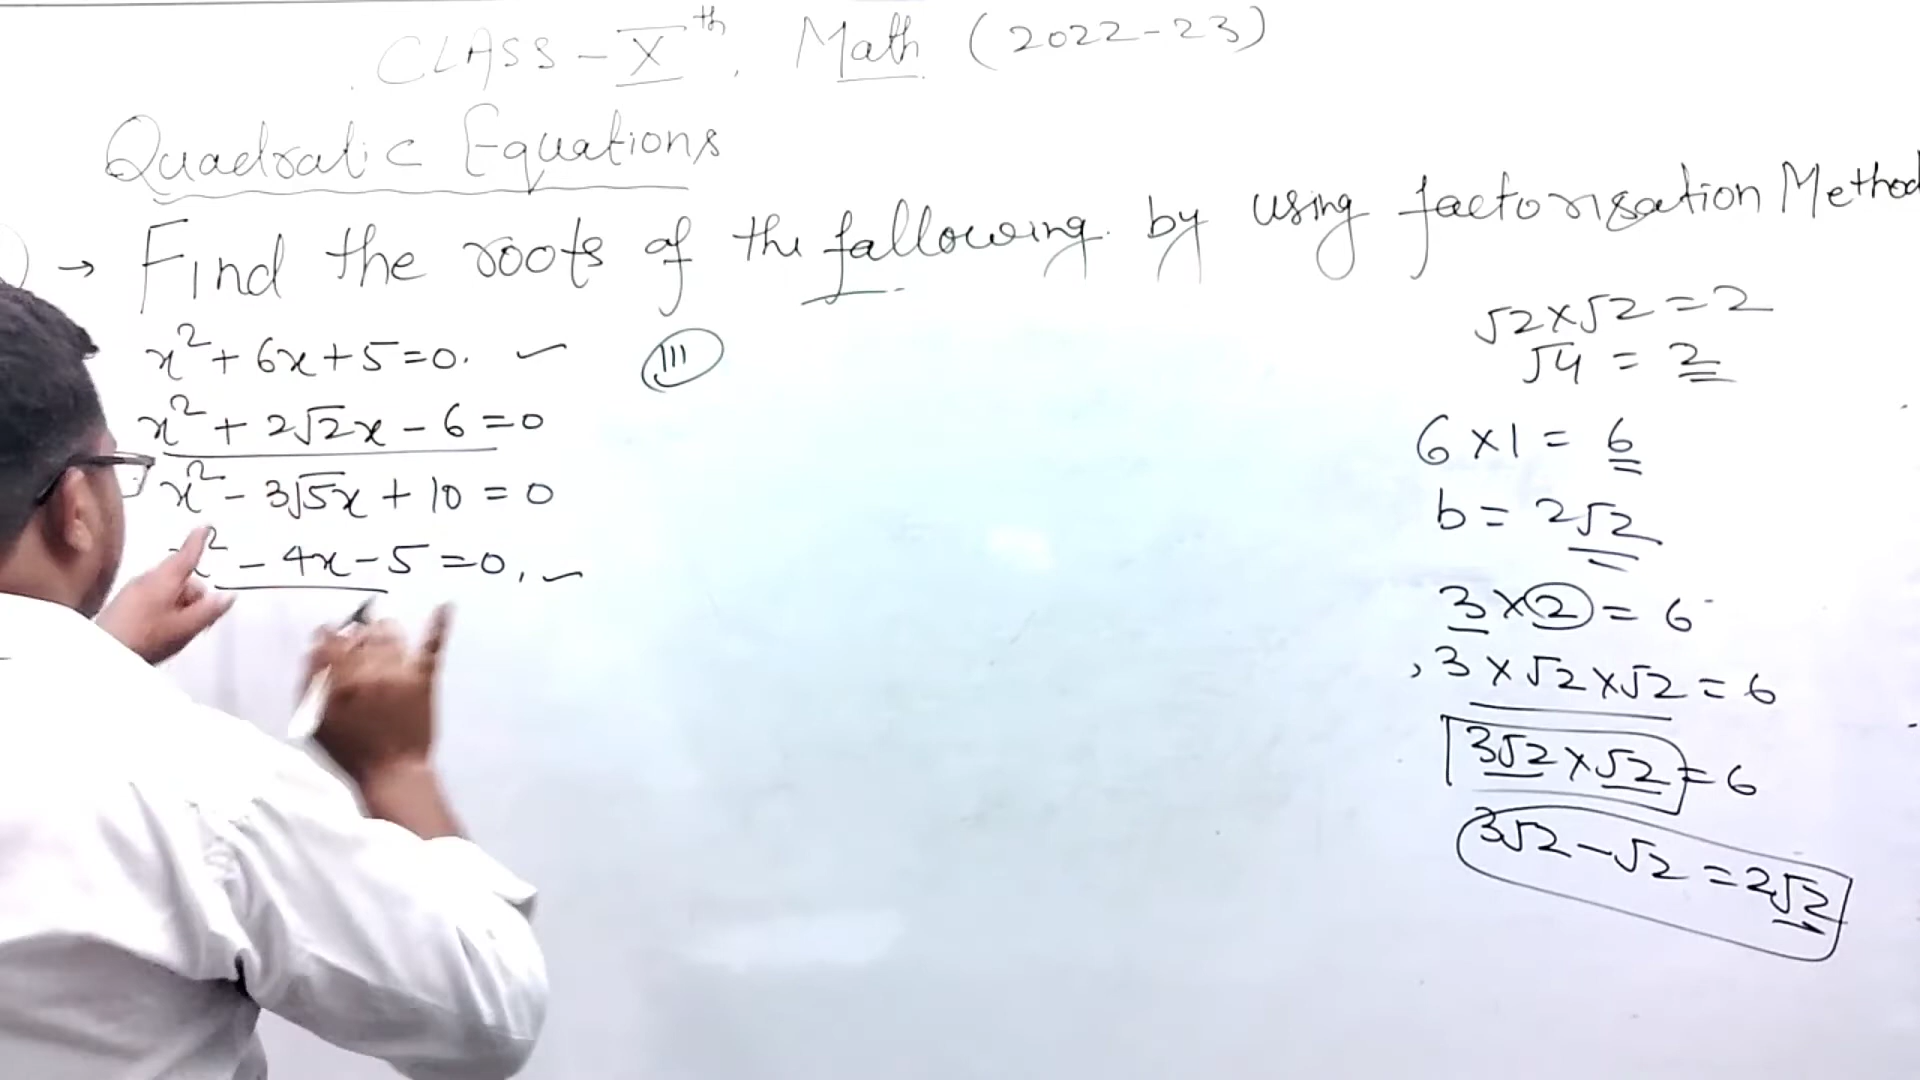 CLASS - Xth, Math (2022-23)
Quadratic Equations
→ Find the roots of the fallowing by using factorisation Method
x² + 6x + 5 = 0.
x² + 2√2x - 6 = 0
x² - 3√5x + 10 = 0
x² - 4x - 5 = 0,
III
√2 x √2 = 2
√4 = 2
6 x 1 = 6
b = 2√2
3 x 2 = 6
, 3 x √2 x √2 = 6
3√2 x √2 = 6
3√2 - √2 = 2√2